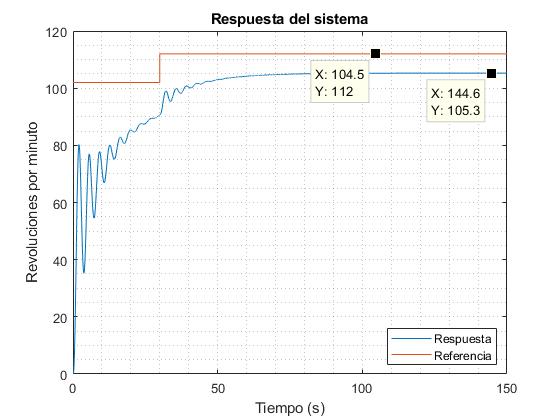 Respuesta del sistema
120
100
80
60
40
20
0
Revoluciones por minuto
X: 104.5
Y: 112
X: 144.6
Y: 105.3
Respuesta
Referencia
0
50
100
150
Tiempo (s)